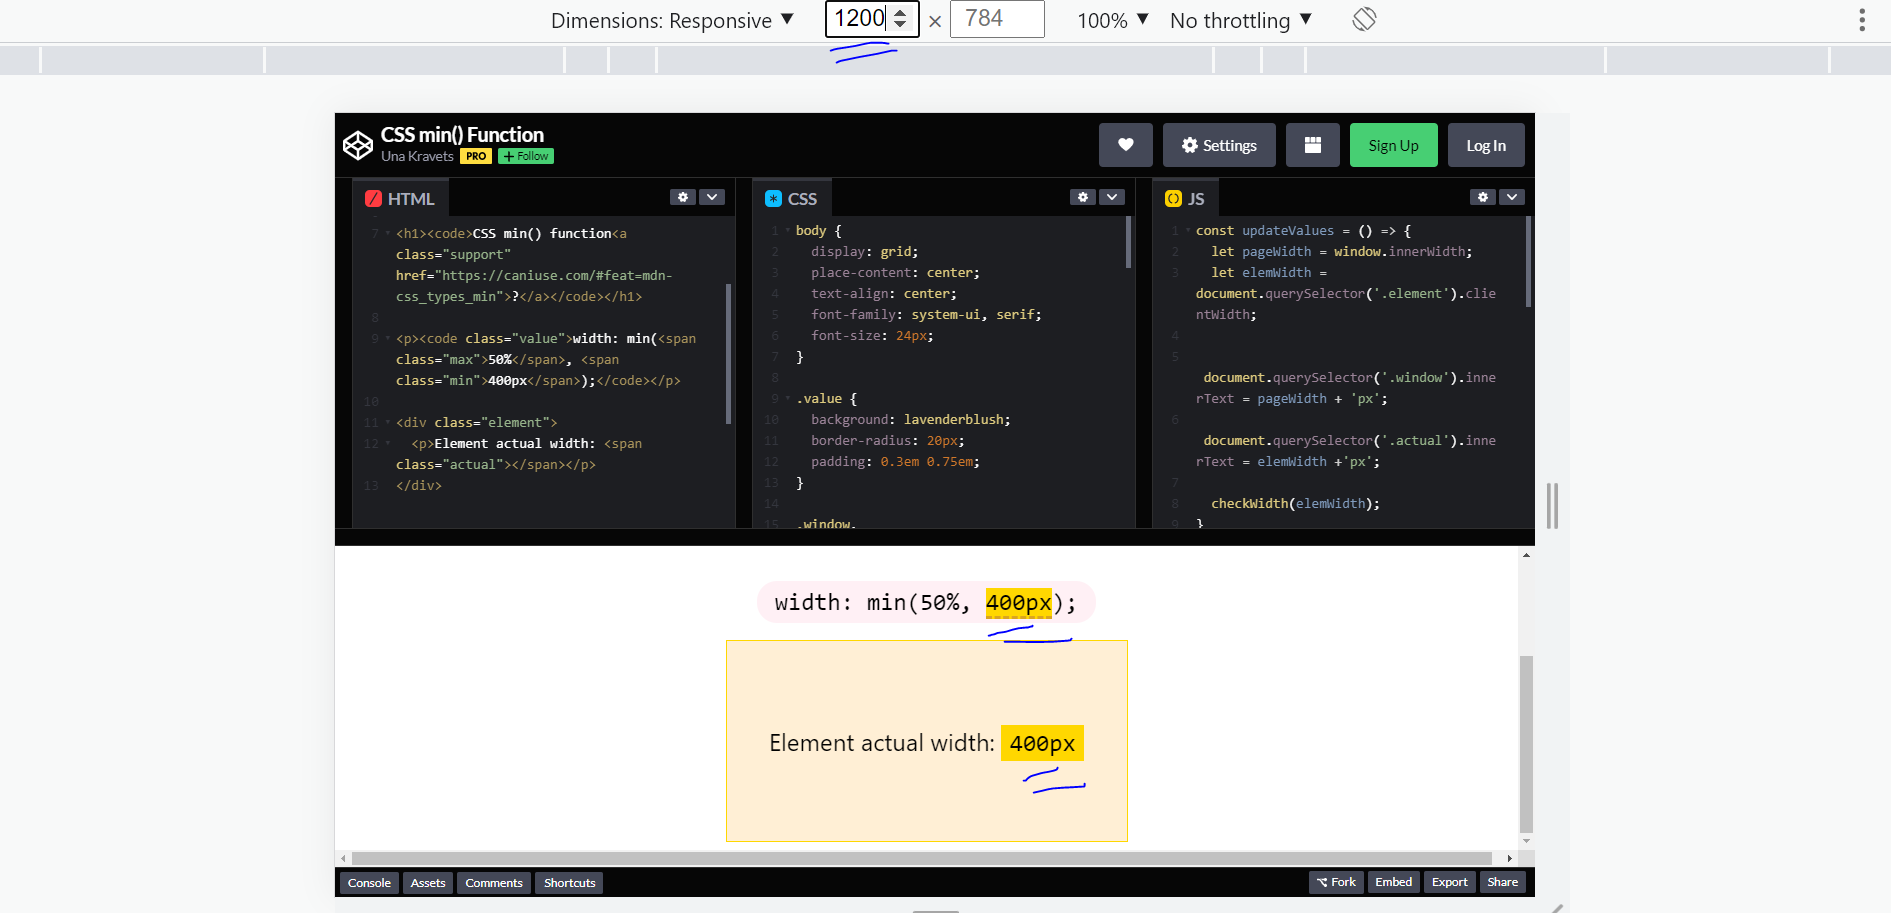 Dimensions: Responsive ▼ 1200 × 784 100% ▼ No throttling ▼
CSS min() Function
Una Kravets PRO + Follow
Settings
Sign Up
Log In
HTML
7 <h1><code>CSS min() function<a
class="support"
href="https://caniuse.com/#feat=mdn-
css_types_min">?</a></code></h1>
8
9 <p><code class="value">width: min(<span
class="max">50%</span>, <span
class="min">400px</span>);</code></p>
10
11 <div class="element">
12 <p>Element actual width: <span
class="actual"></span></p>
13 </div>
CSS
1 body {
2 display: grid;
3 place-content: center;
4 text-align: center;
5 font-family: system-ui, serif;
6 font-size: 24px;
7 }
8
9 .value {
10 background: lavenderblush;
11 border-radius: 20px;
12 padding: 0.3em 0.75em;
13 }
14
15 .window,
JS
1 const updateValues = () => {
2 let pageWidth = window.innerWidth;
3 let elemWidth =
document.querySelector('.element').clie
ntWidth;
4
5
document.querySelector('.window').inne
rText = pageWidth + 'px';
6
document.querySelector('.actual').inne
rText = elemWidth +'px';
7
8 checkWidth(elemWidth);
9 }
width: min(50%, 400px);
Element actual width: 400px
Console Assets Comments Shortcuts
Fork Embed Export Share